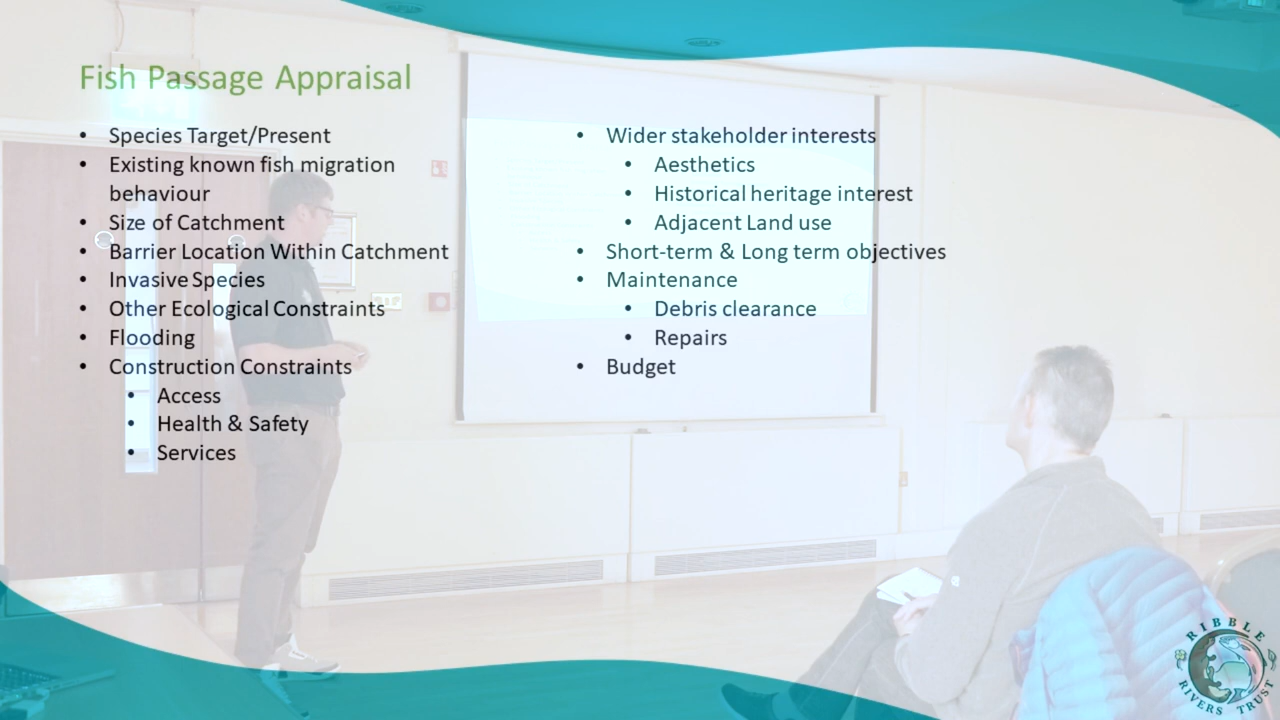 Fish Passage Appraisal
• Species Target/Present
• Existing known fish migration
behaviour
• Size of Catchment
• Barrier Location Within Catchment
• Invasive Species
• Other Ecological Constraints
• Flooding
• Construction Constraints
• Access
• Health & Safety
• Services
• Wider stakeholder interests
• Aesthetics
• Historical heritage interest
• Adjacent Land use
• Short-term & Long term objectives
• Maintenance
• Debris clearance
• Repairs
• Budget
RIBBLE
RIVERS TRUST